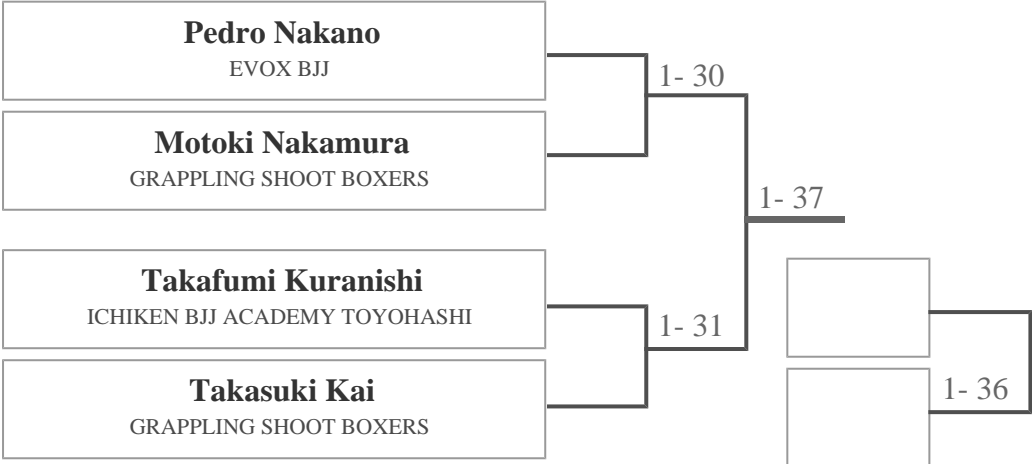 Pedro Nakano
EVOX BJJ
1- 30
Motoki Nakamura
GRAPPLING SHOOT BOXERS
1- 37
Takafumi Kuranishi
ICHIKEN BJJ ACADEMY TOYOHASHI
1- 31
Takasuki Kai
GRAPPLING SHOOT BOXERS
1- 36